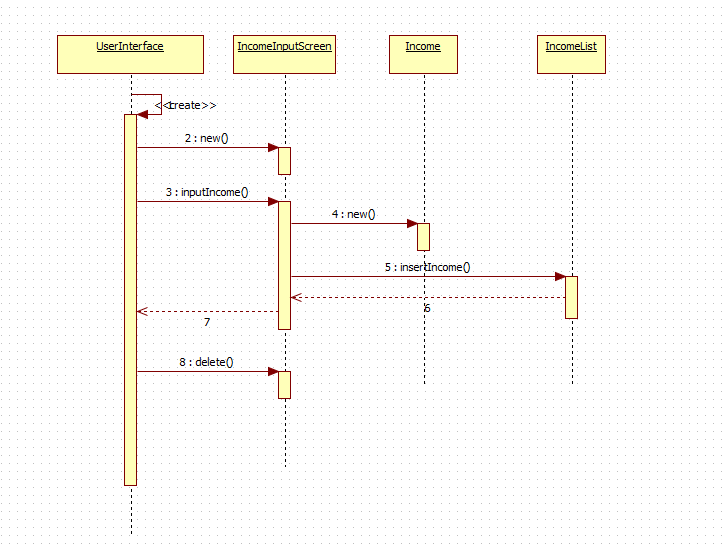 UserInterface
IncomeInputScreen
Income
IncomeList
<<create>>
2 : new()
3 : inputIncome()
4 : new()
5 : insertIncome()
6
7
8 : delete()